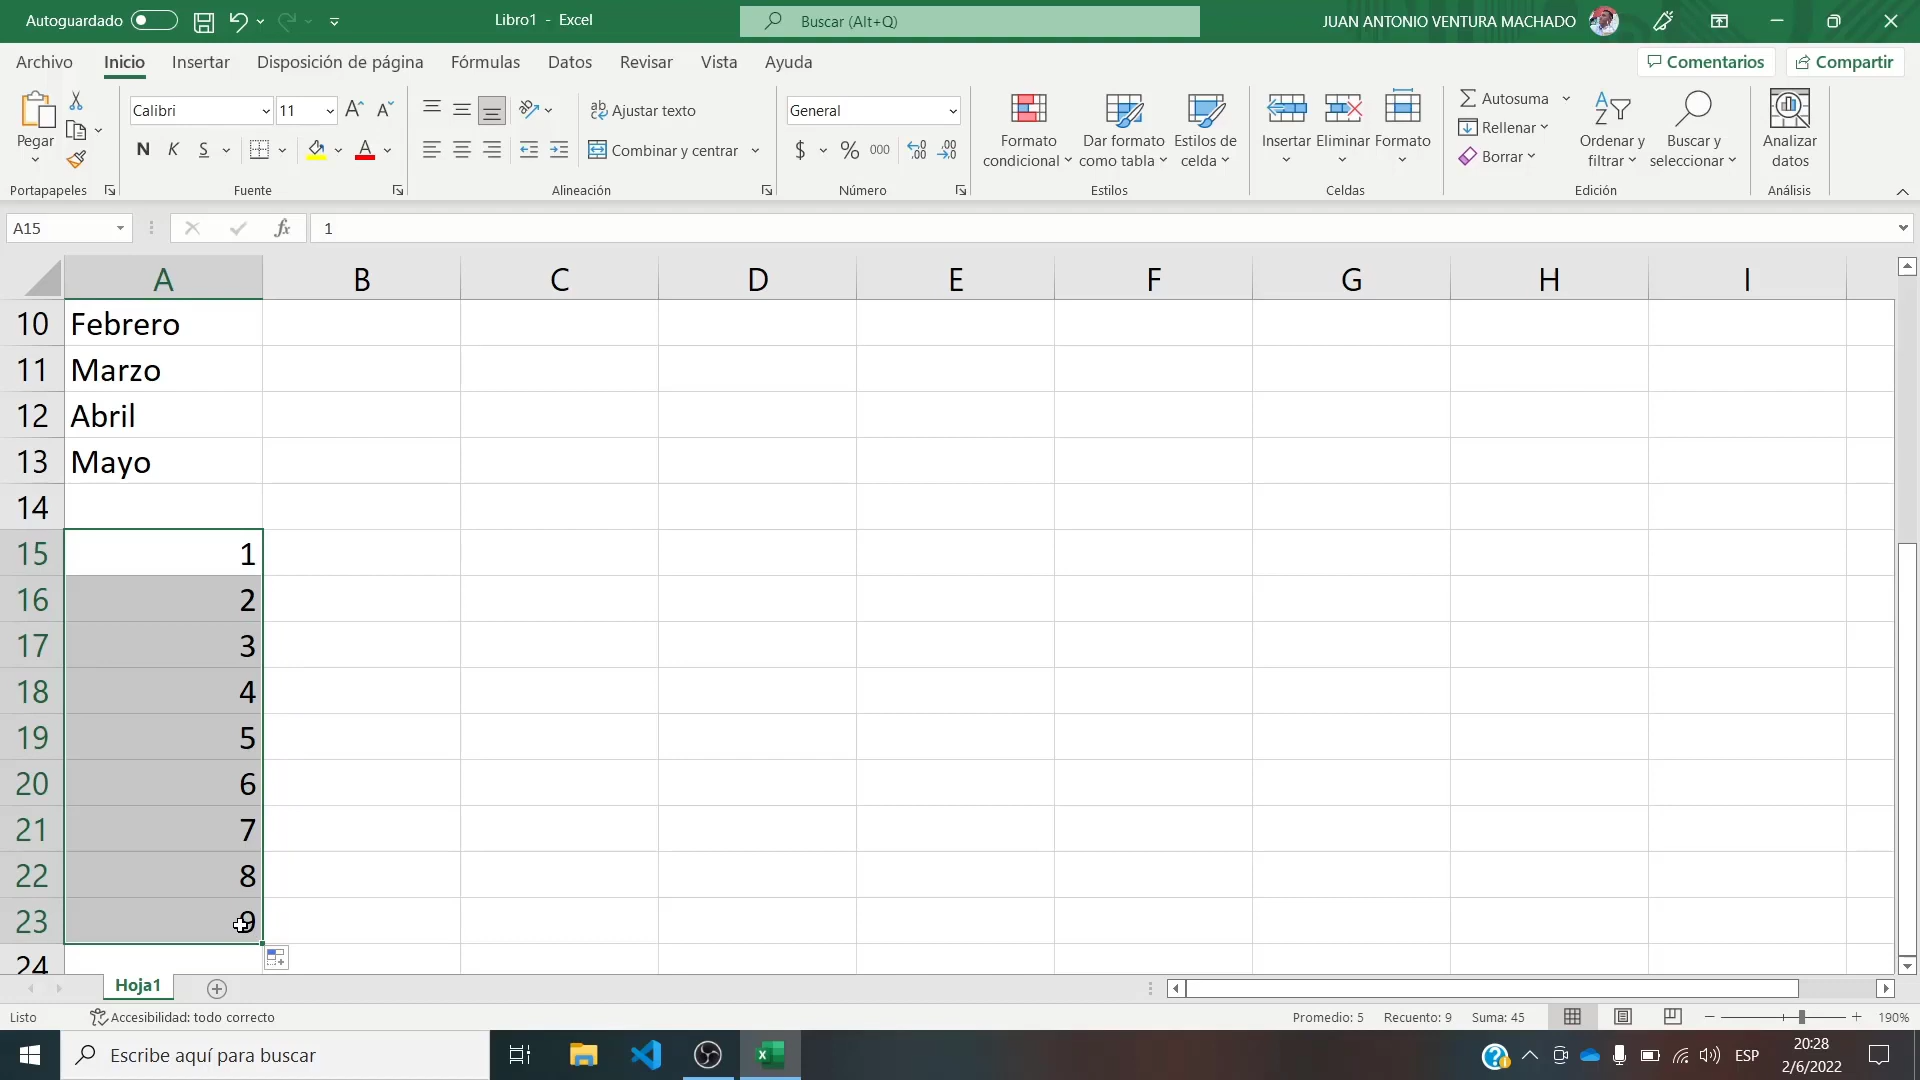 Autoguardado
Libro1 - Excel
Buscar (Alt+Q)
JUAN ANTONIO VENTURA MACHADO
Archivo Inicio Insertar Disposición de página Fórmulas Datos Revisar Vista Ayuda
Comentarios Compartir
Pegar
Portapapeles
Calibri 11
N K S
A A
A
Fuente
ab Ajustar texto
Combinar y centrar
Alineación
General
$ % 000
Número
Formato condicional
Dar formato como tabla
Estilos de celda
Estilos
Insertar Eliminar Formato
Celdas
Autosuma
Rellenar
Borrar
Ordenar y filtrar
Buscar y seleccionar
Edición
Analizar datos
Análisis
A15 fx 1
A B C D E F G H I
10 Febrero
11 Marzo
12 Abril
13 Mayo
14
15 1
16 2
17 3
18 4
19 5
20 6
21 7
22 8
23 9
24
Hoja1
Listo Accesibilidad: todo correcto Promedio: 5 Recuento: 9 Suma: 45 190%
Escribe aquí para buscar
ESP
20:28
2/6/2022